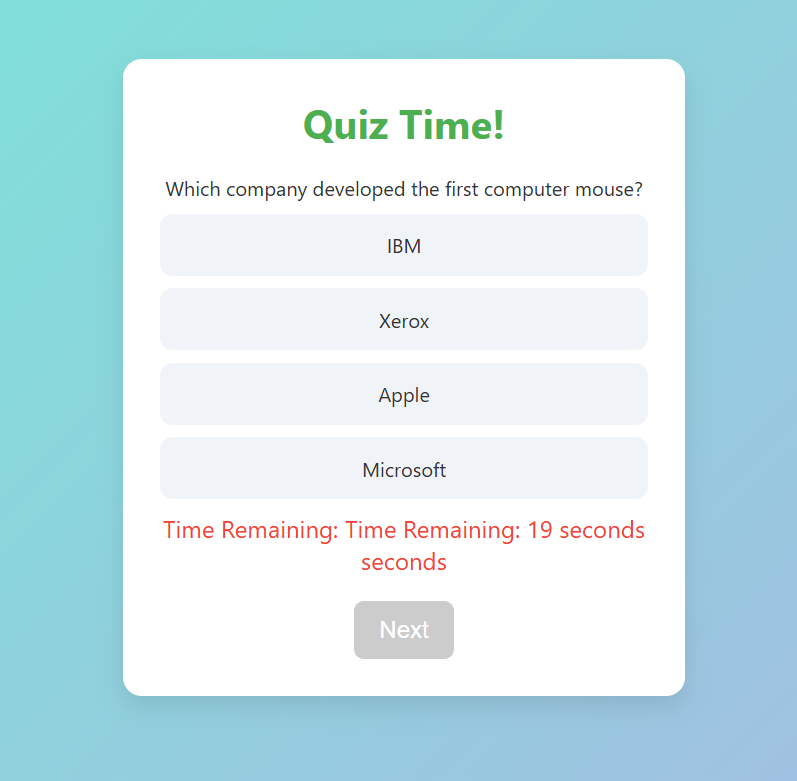 Quiz Time!
Which company developed the first computer mouse?
IBM
Xerox
Apple
Microsoft
Time Remaining: Time Remaining: 19 seconds
seconds
Next